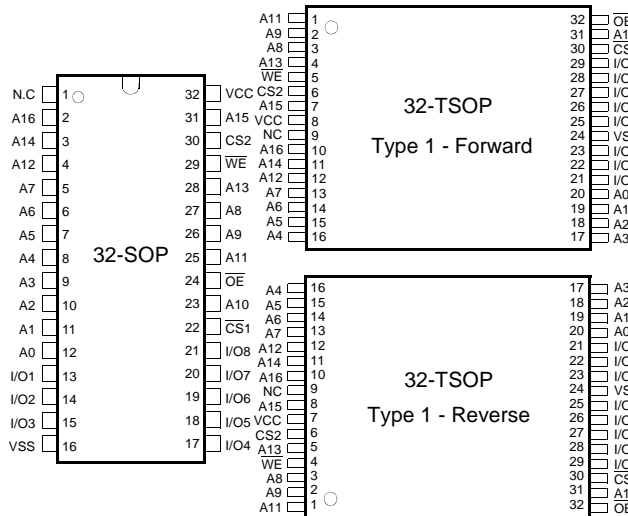 N.C 1 32 VCC
A16 2 31 A15
A14 3 30 CS2
A12 4 29 WE
A7 5 28 A13
A6 6 27 A8
A5 7 26 A9
A4 8 25 A11
32-SOP
A3 9 24 OE
A2 10 23 A10
A1 11 22 CS1
A0 12 21 I/O8
I/O1 13 20 I/O7
I/O2 14 19 I/O6
I/O3 15 18 I/O5
VSS 16 17 I/O4
A11 1 32 OE
A9 2 31 A1
A8 3 30 CS
A13 4 29 I/O
WE 5 28 I/O
CS2 6 27 I/O
A15 7 26 I/O
32-TSOP
VCC 8 25 I/O
NC 9 24 VS
Type 1 - Forward
A16 10 23 I/O
A14 11 22 I/O
A12 12 21 I/O
A7 13 20 A0
A6 14 19 A1
A5 15 18 A2
A4 16 17 A3
A4 16 17 A3
A5 15 18 A2
A6 14 19 A1
A7 13 20 A0
A12 12 21 I/O
A14 11 22 I/O
A16 10 23 I/O
32-TSOP
NC 9 24 VS
A15 8 25 I/O
VCC 7 26 I/O
Type 1 - Reverse
CS2 6 27 I/O
A13 5 28 I/O
WE 4 29 I/O
A8 3 30 CS
A9 2 31 A1
A11 1 32 OE